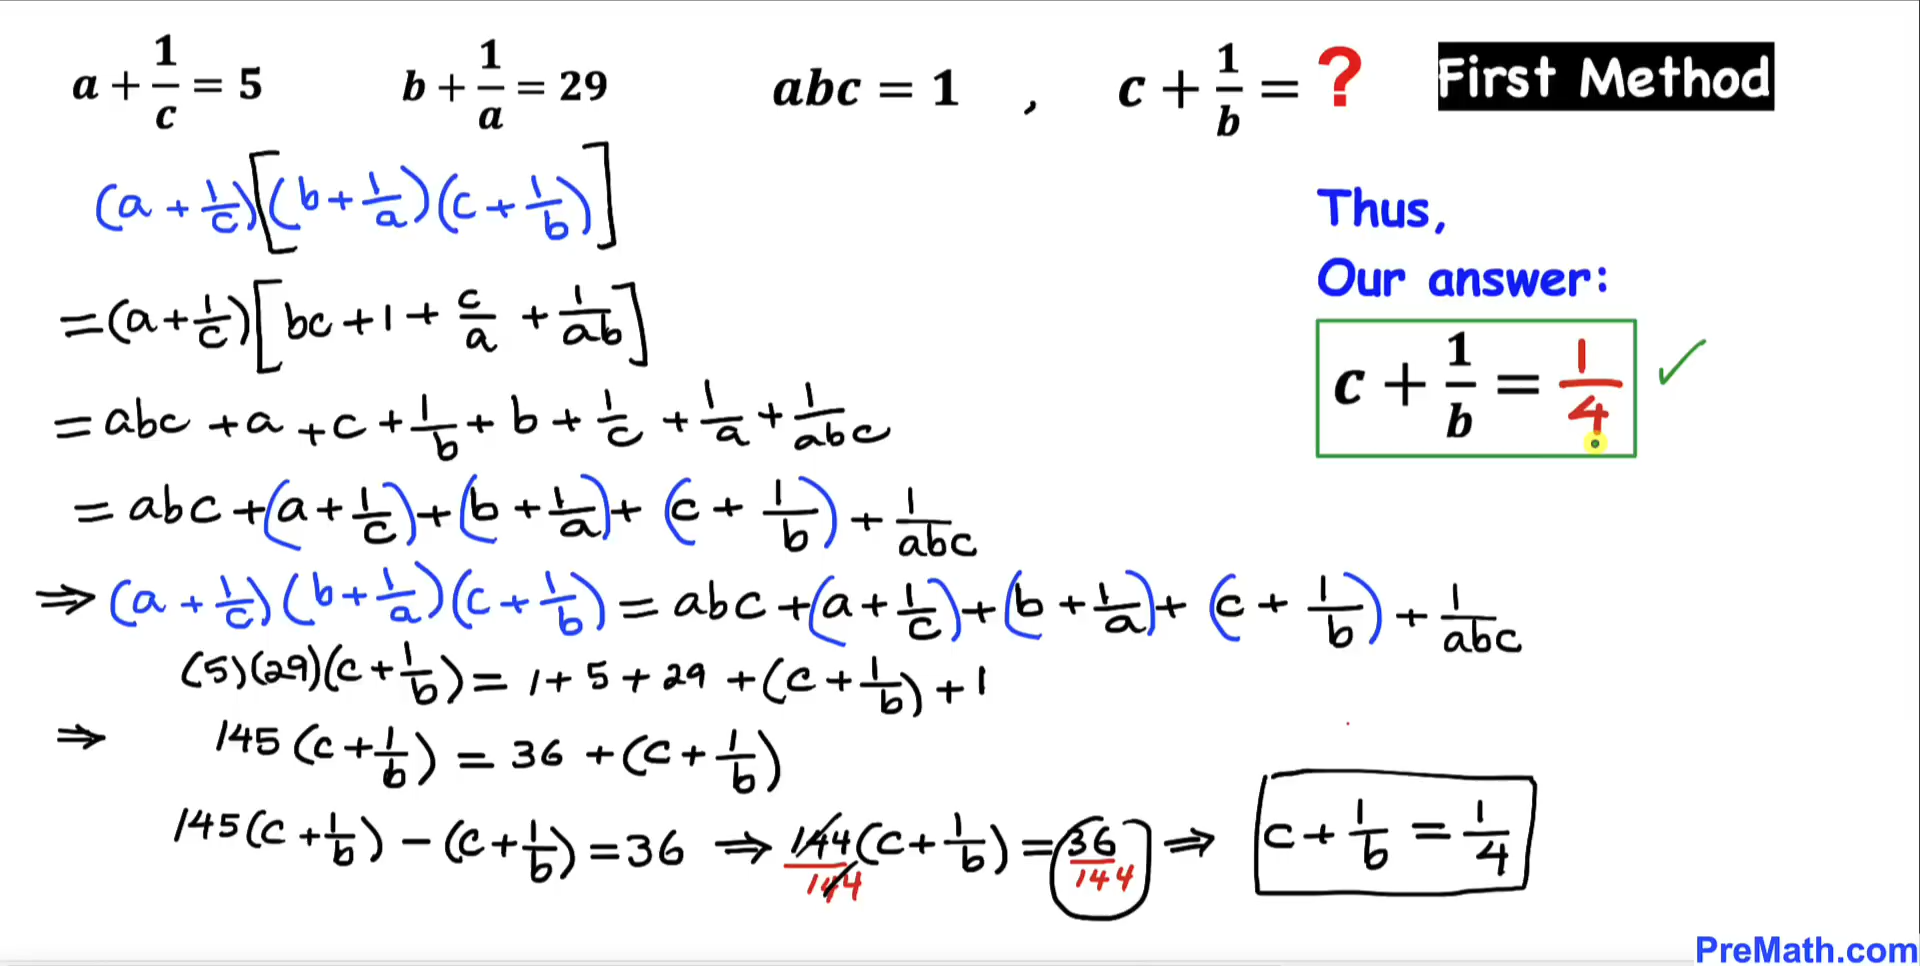 a + 1/c = 5   b + 1/a = 29   abc = 1 ,   c + 1/b = ?   First Method
(a + 1/c)[(b + 1/a)(c + 1/b)]
= (a + 1/c)[bc + 1 + c/a + 1/ab]
= abc + a + c + 1/b + b + 1/c + 1/a + 1/abc
= abc + (a + 1/c) + (b + 1/a) + (c + 1/b) + 1/abc
⇒ (a + 1/c)(b + 1/a)(c + 1/b) = abc + (a + 1/c) + (b + 1/a) + (c + 1/b) + 1/abc
(5)(29)(c + 1/b) = 1 + 5 + 29 + (c + 1/b) + 1
⇒ 145(c + 1/b) = 36 + (c + 1/b)
145(c + 1/b) - (c + 1/b) = 36 ⇒ 144/144 (c + 1/b) = 36/144 ⇒ c + 1/b = 1/4
Thus,
Our answer:
c + 1/b = 1/4 ✓
PreMath.com